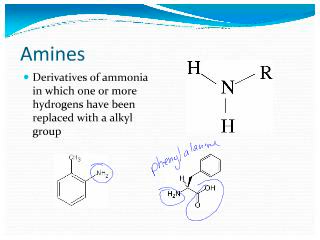 Amines
Derivatives of ammonia
in which one or more
hydrogens have been
replaced with a alkyl
group
H
R
N
H
phenylalanine
CH₃
NH₂
H
H₂N
OH
O